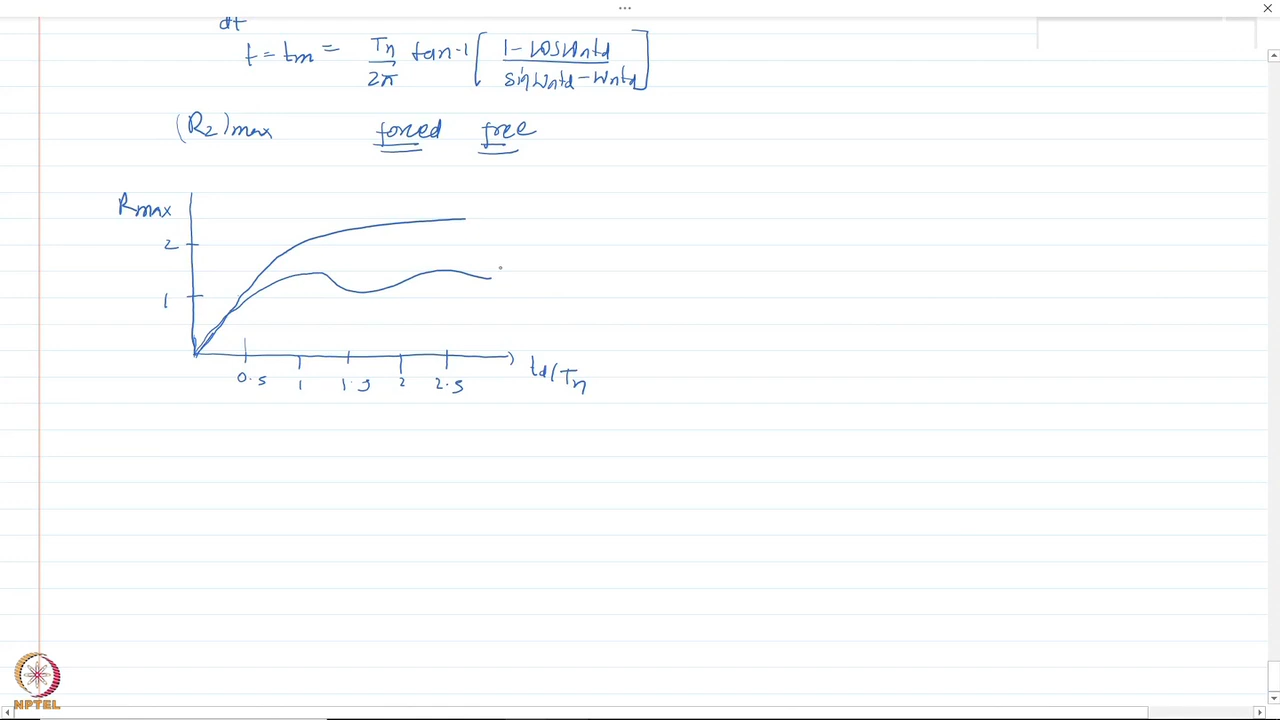 dt
t = tm = Tn/2π tan-1 [ 1 - cosωntd / sinωntd - ωntd ]
(R2)max forced free
Rmax
2
1
0.5 1 1.5 2 2.5
td/Tn
NPTEL